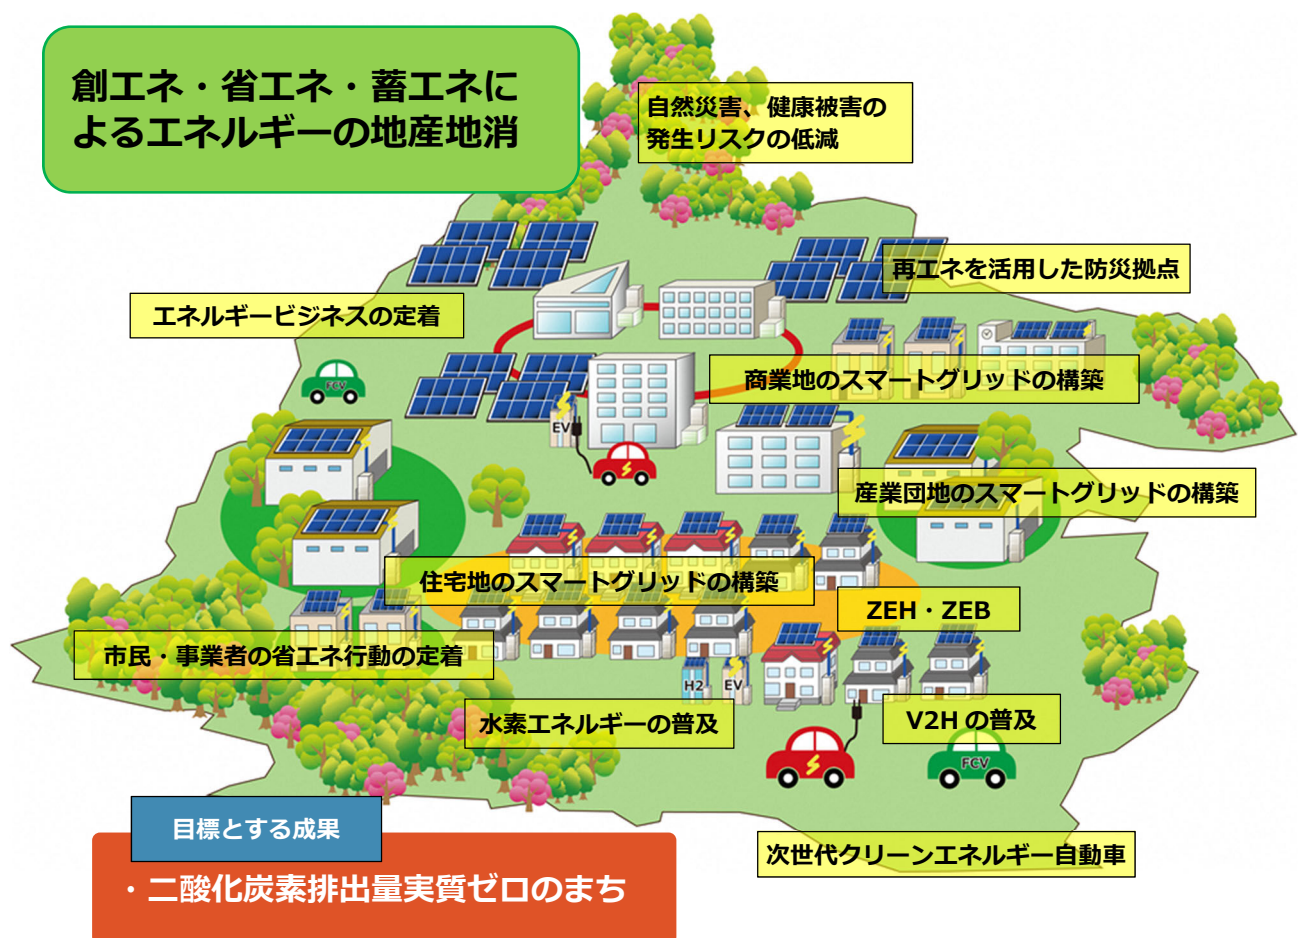 創エネ・省エネ・蓄エネに
よるエネルギーの地産地消
自然災害、健康被害の
発生リスクの低減
再エネを活用した防災拠点
エネルギービジネスの定着
商業地のスマートグリッドの構築
FCV
EV
産業団地のスマートグリッドの構築
住宅地のスマートグリッドの構築
ZEH・ZEB
市民・事業者の省エネ行動の定着
H2
EV
水素エネルギーの普及
V2H の普及
FCV
目標とする成果
・二酸化炭素排出量実質ゼロのまち
次世代クリーンエネルギー自動車